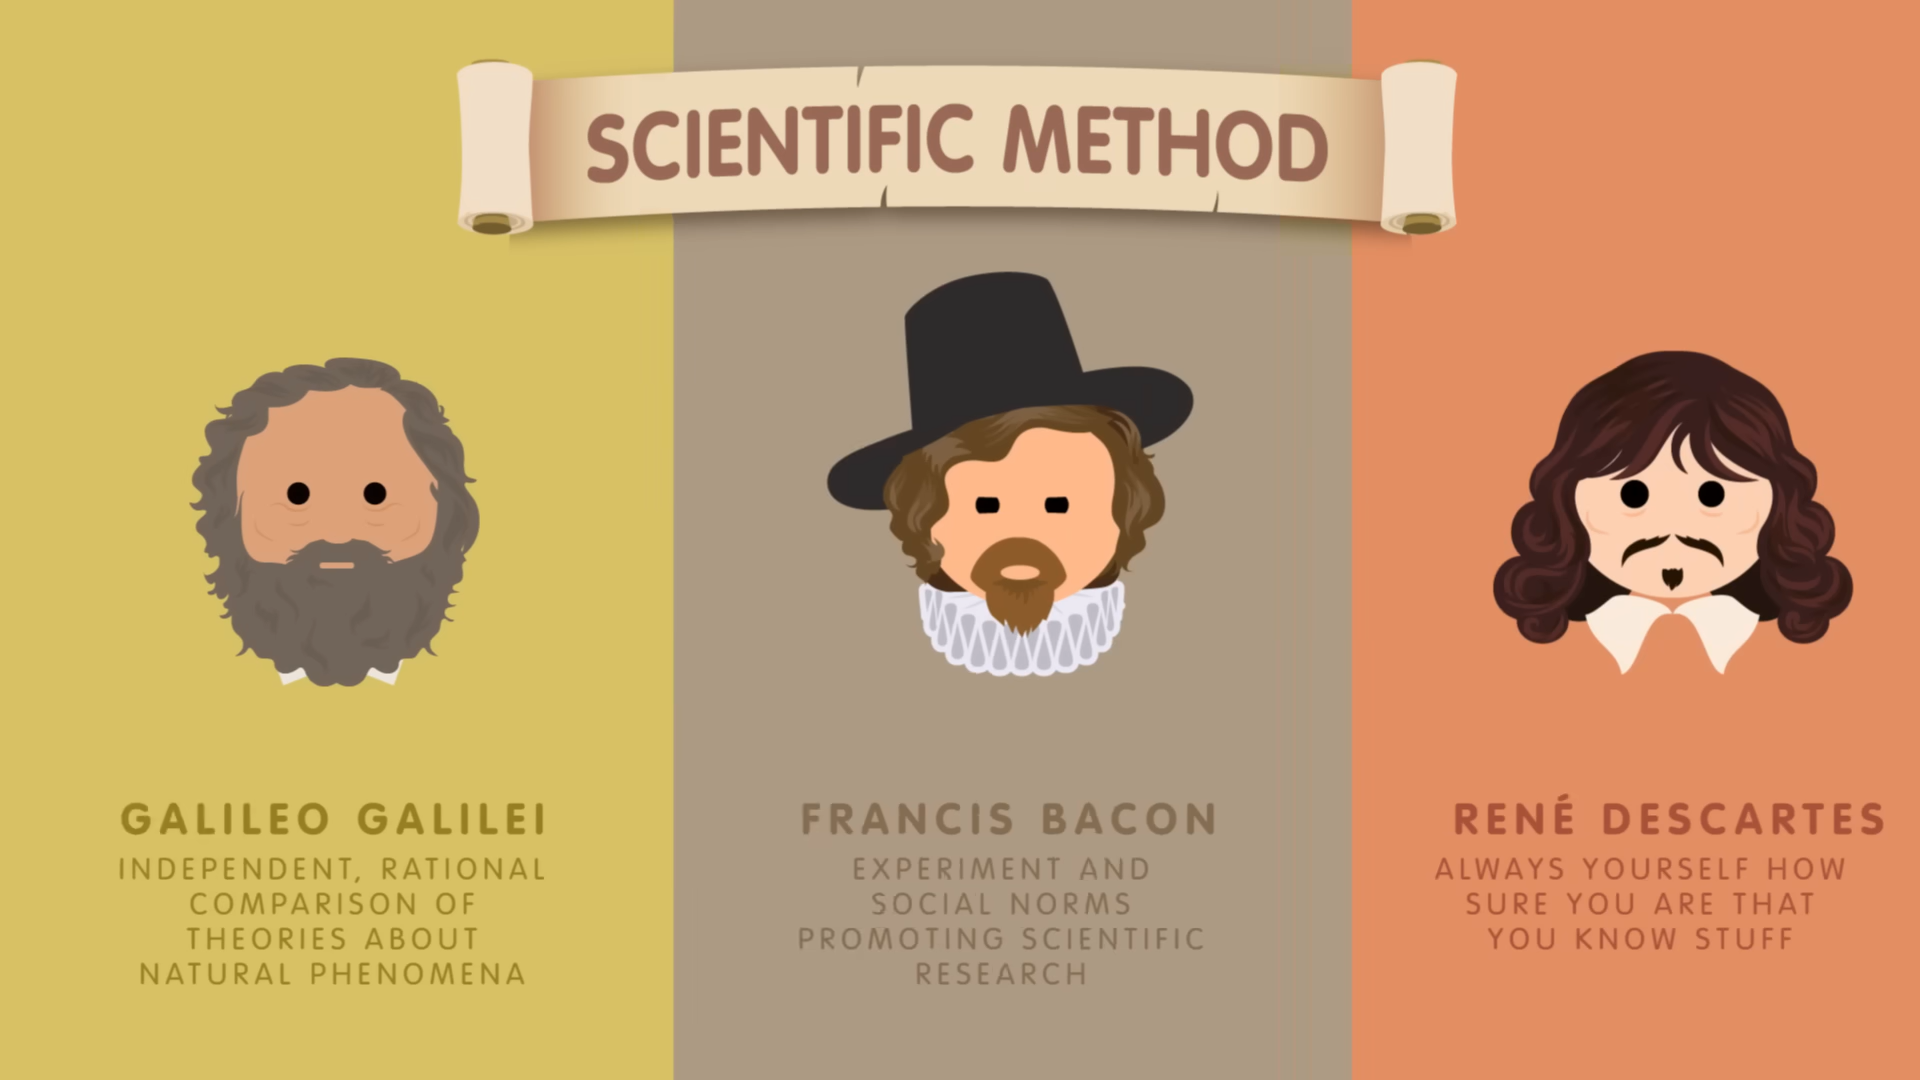 SCIENTIFIC METHOD
GALILEO GALILEI
INDEPENDENT, RATIONAL
COMPARISON OF
THEORIES ABOUT
NATURAL PHENOMENA
FRANCIS BACON
EXPERIMENT AND
SOCIAL NORMS
PROMOTING SCIENTIFIC
RESEARCH
RENÉ DESCARTES
ALWAYS YOURSELF HOW
SURE YOU ARE THAT
YOU KNOW STUFF